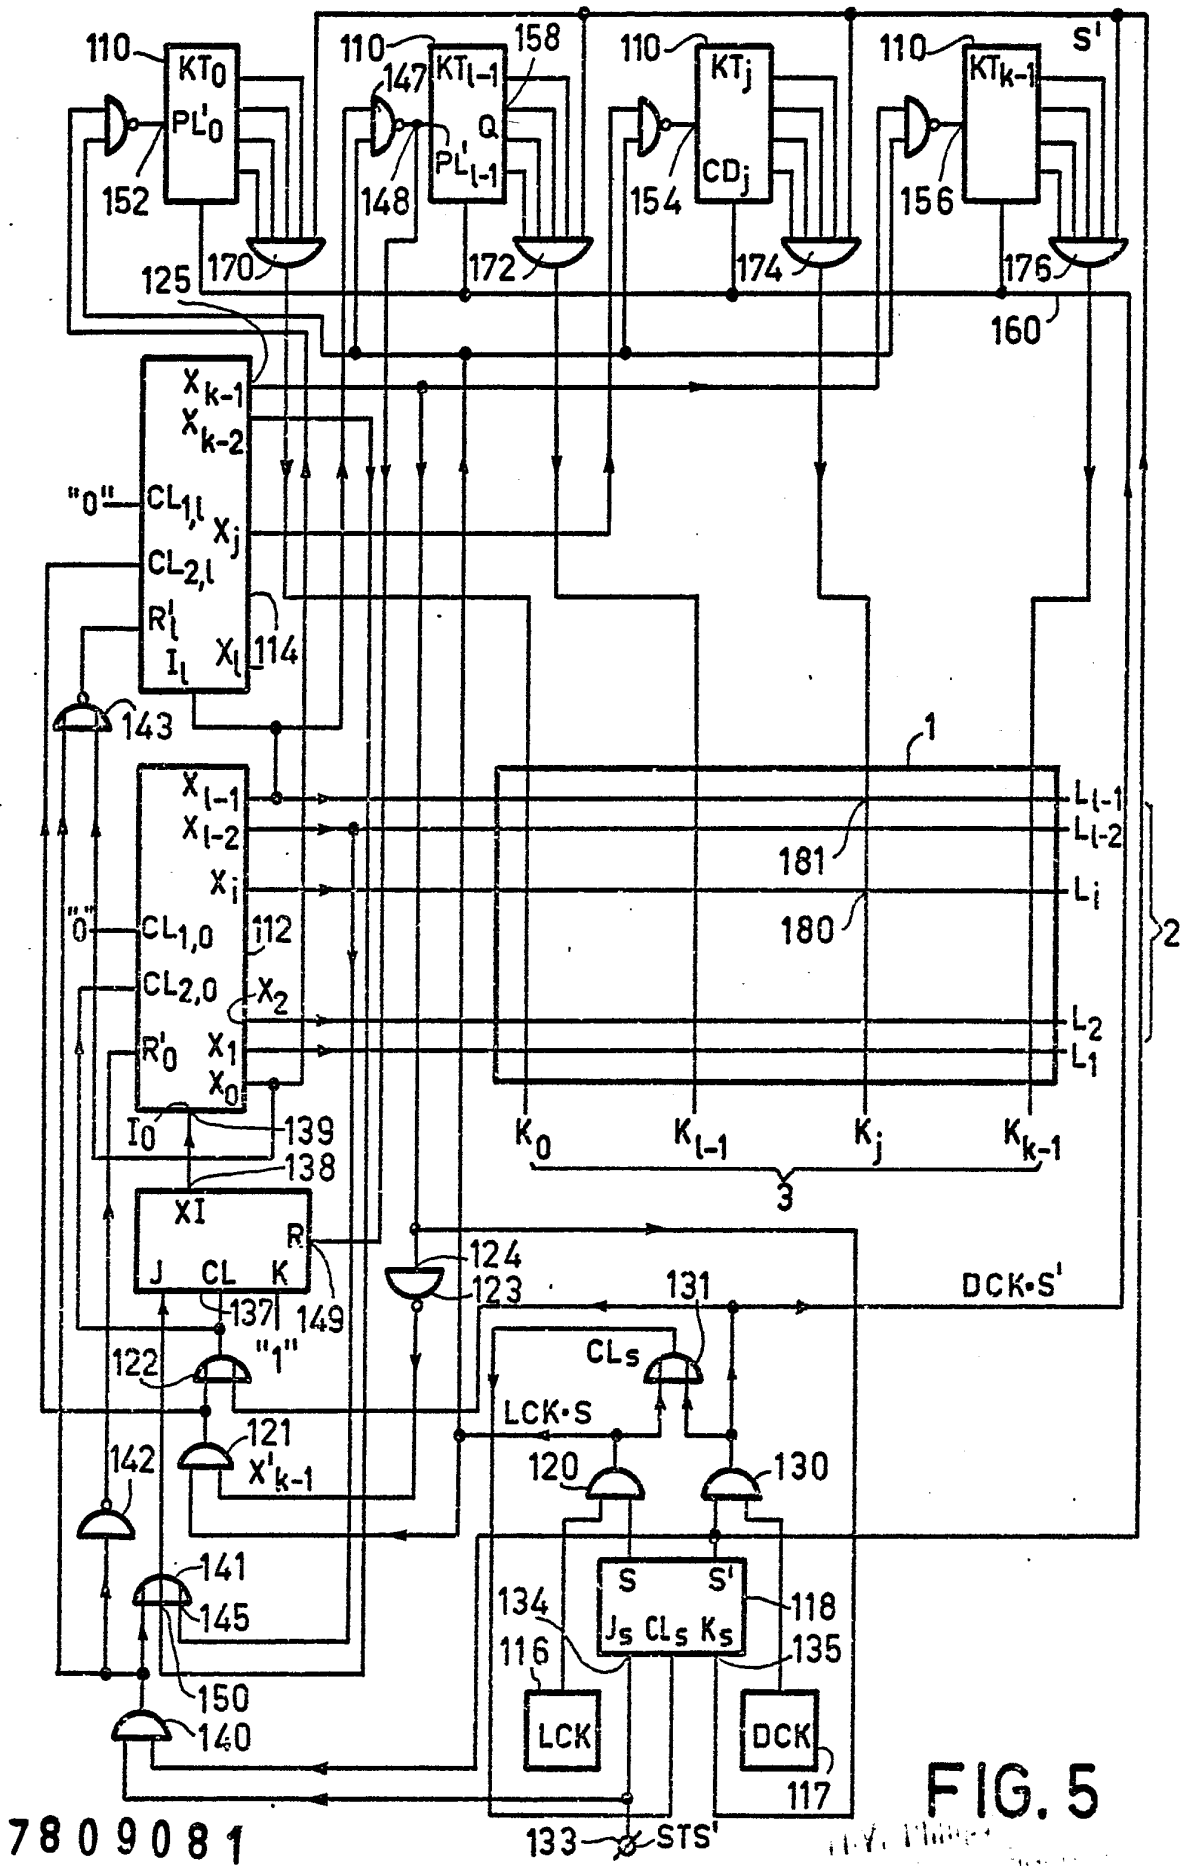 S'
110 110 158 110 110
KT0 147 KTl-1 KTj KTk-1
PL'0 Q
PL'l-1 CDj
152 148 154 156
170 172 174 176
125
160
Xk-1
Xk-2
"0" CL1,l
Xj
CL2,l
R'l
Xl 114
Il
143
1
Xl-1 Ll-1
Xl-2 Ll-2
181
Xi Li
"0" CL1,0 112 180 2
CL2,0 X2
L2
R'0 X1 L1
X0
I0 139 K0 Kl-1 Kj Kk-1
138
3
XI
R
124
J CL K 123 131 DCK·S'
137 149
122 "1" CLs
LCK·S
121
142 X'k-1 120 130
141
145 134 S S' 118
Js CLs Ks
116 135
150
140 LCK DCK
117
FIG. 5
7809081 133 STS'